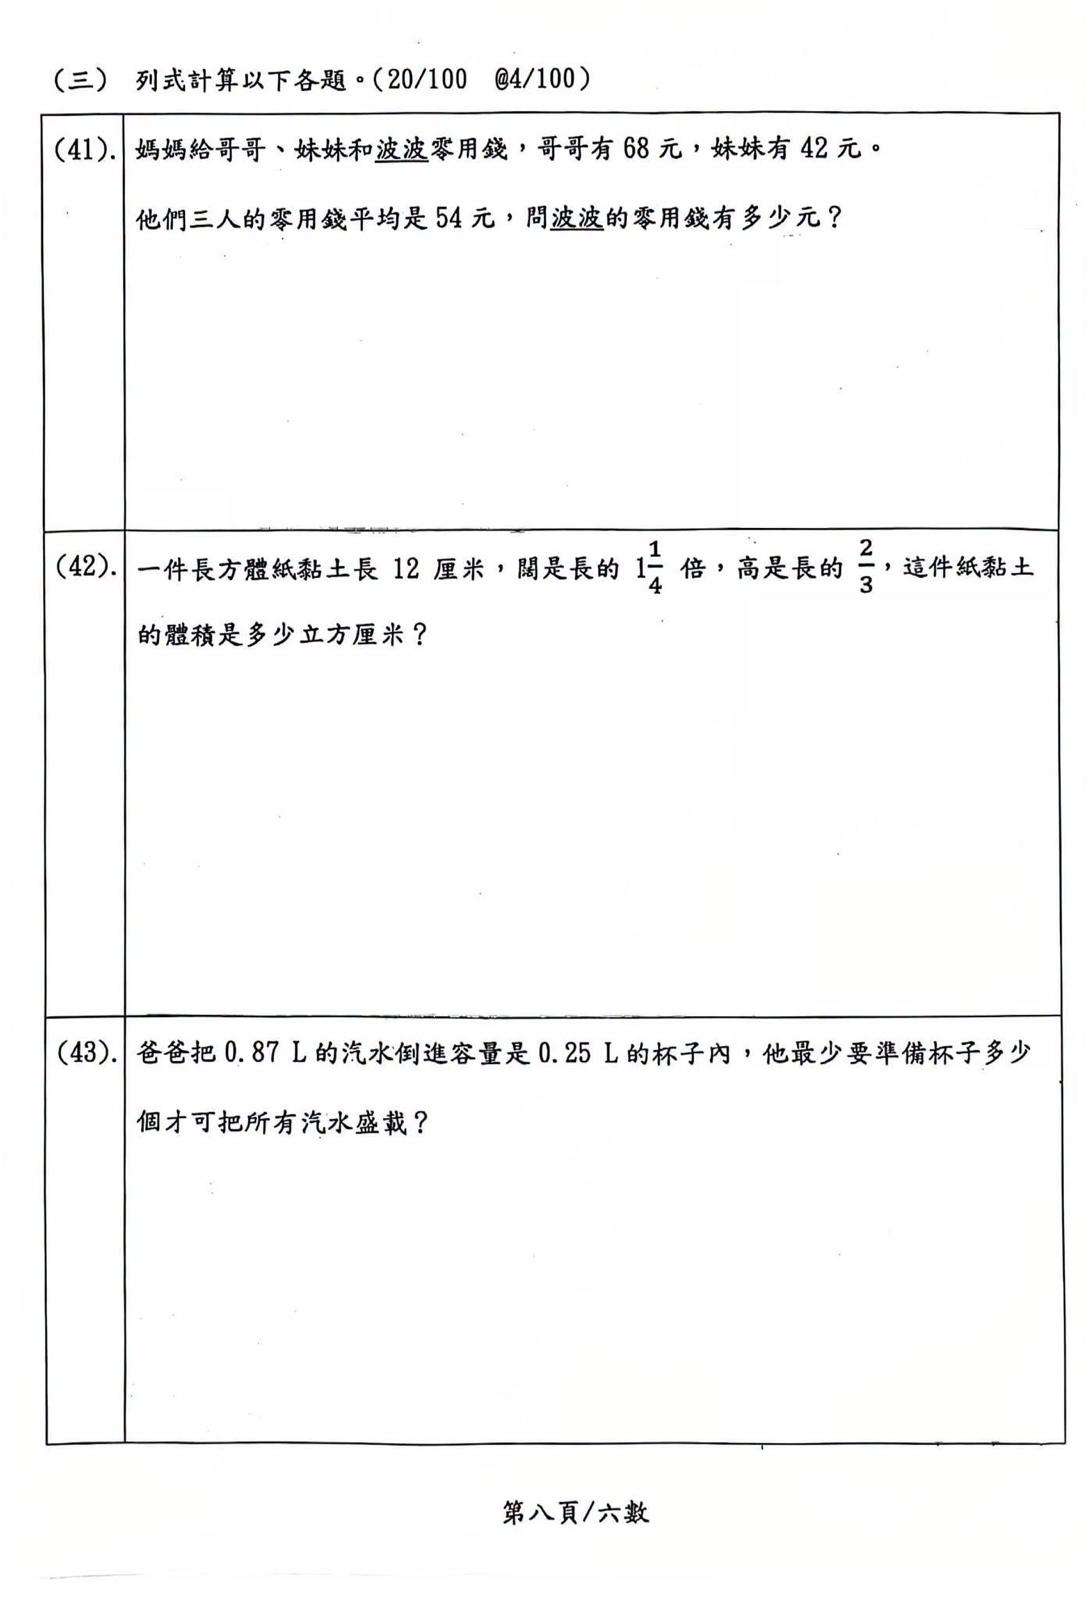 (三) 列式計算以下各題。(20/100 @4/100)
(41). 媽媽給哥哥、妹妹和波波零用錢，哥哥有 68 元，妹妹有 42 元。
他們三人的零用錢平均是 54 元，問波波的零用錢有多少元？
(42). 一件長方體紙黏土長 12 厘米，闊是長的 1 1/4 倍，高是長的 2/3，這件紙黏土
的體積是多少立方厘米？
(43). 爸爸把 0.87 L 的汽水倒進容量是 0.25 L 的杯子內，他最少要準備杯子多少
個才可把所有汽水盛載？
第八頁/六數